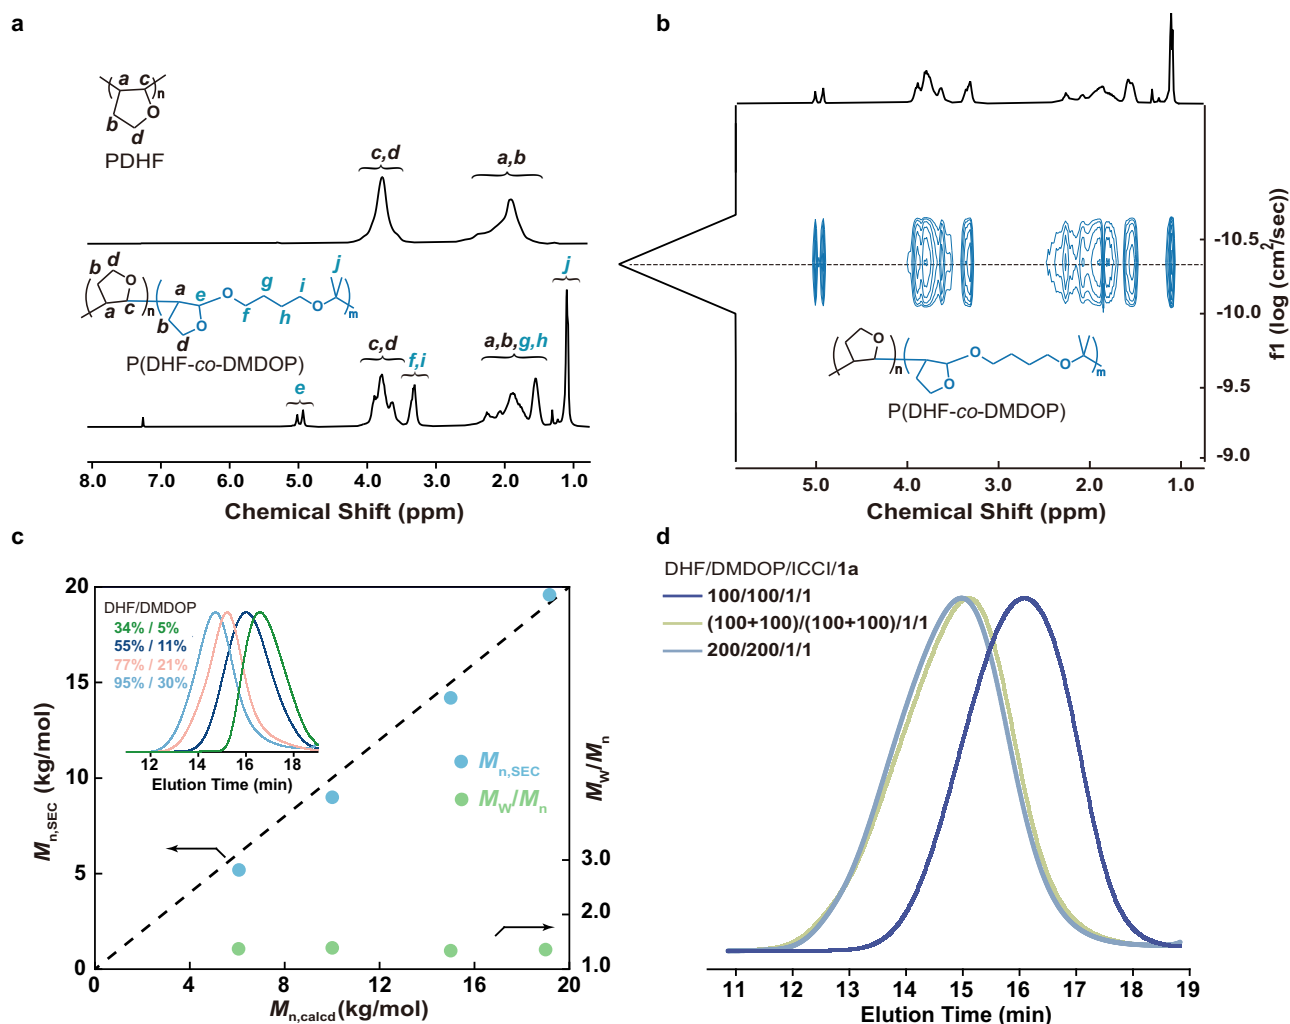 a
a c
n
O
b
d
PDHF
c,d
a,b
d
b
O
a c
n
a
e
O
g
f
h
i
O
j
m
b
O
d
P(DHF-co-DMDOP)
e
c,d
f,i
a,b,g,h
j
8.0 7.0 6.0 5.0 4.0 3.0 2.0 1.0
Chemical Shift (ppm)
b
-10.5
-10.0
-9.5
-9.0
f1 (log (cm2/sec)
O
n
O
O
O
m
P(DHF-co-DMDOP)
5.0 4.0 3.0 2.0 1.0
Chemical Shift (ppm)
c
20
15
10
5
0
Mn,SEC (kg/mol)
DHF/DMDOP
34% / 5%
55% / 11%
77% / 21%
95% / 30%
12 14 16 18
Elution Time (min)
Mn,SEC
MW/Mn
MW/Mn
3.0
2.0
1.0
0 4 8 12 16 20
Mn,calcd(kg/mol)
d
DHF/DMDOP/ICCI/1a
100/100/1/1
(100+100)/(100+100)/1/1
200/200/1/1
11 12 13 14 15 16 17 18 19
Elution Time (min)